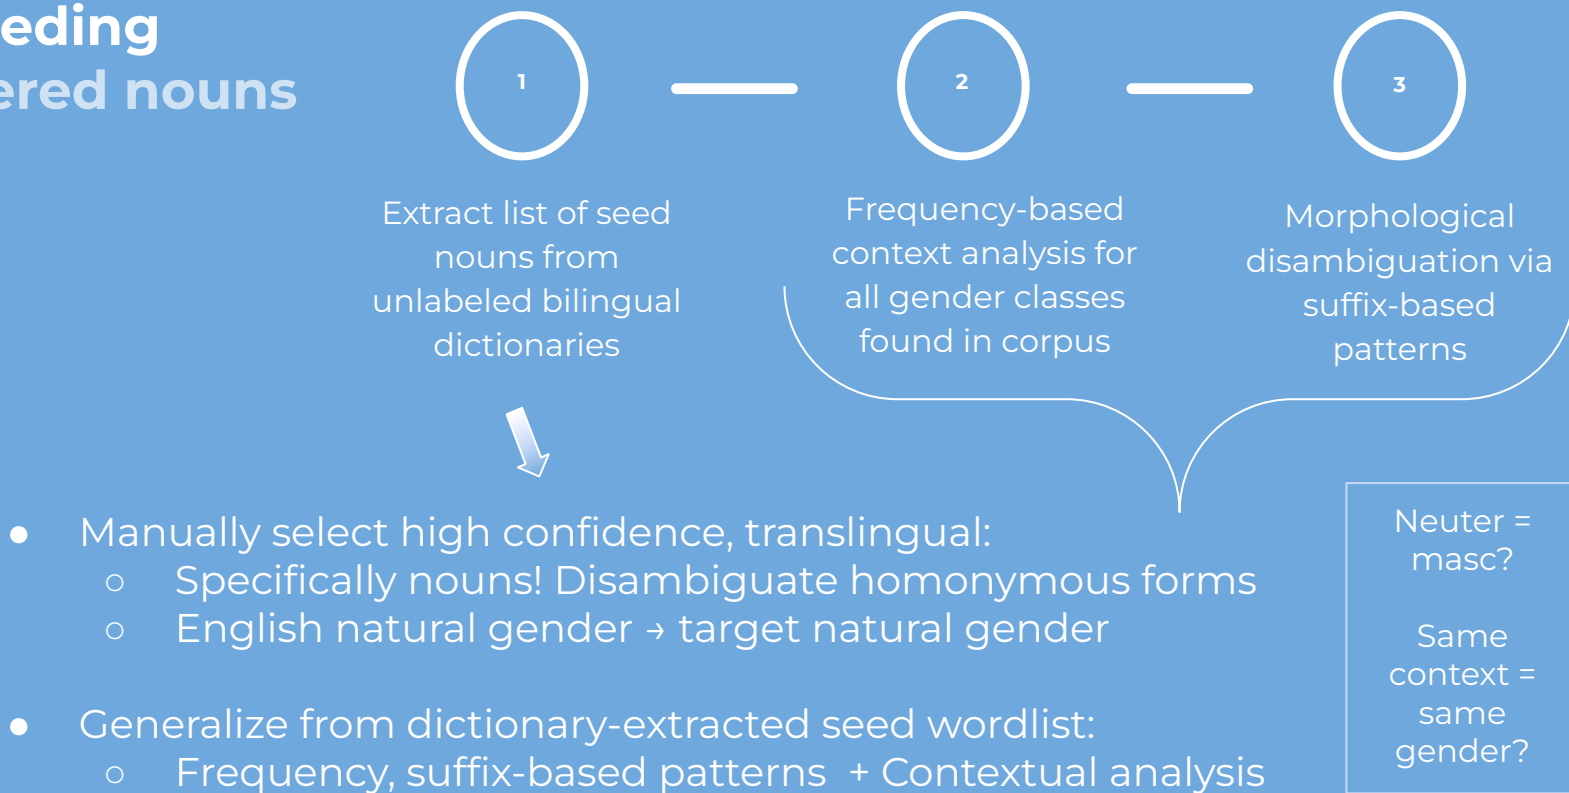 eding
ered nouns
1
2
3
Extract list of seed
nouns from
unlabeled bilingual
dictionaries
Frequency-based
context analysis for
all gender classes
found in corpus
Morphological
disambiguation via
suffix-based
patterns
● Manually select high confidence, translingual:
○ Specifically nouns! Disambiguate homonymous forms
○ English natural gender → target natural gender
● Generalize from dictionary-extracted seed wordlist:
○ Frequency, suffix-based patterns + Contextual analysis
Neuter =
masc?
Same
context =
same
gender?